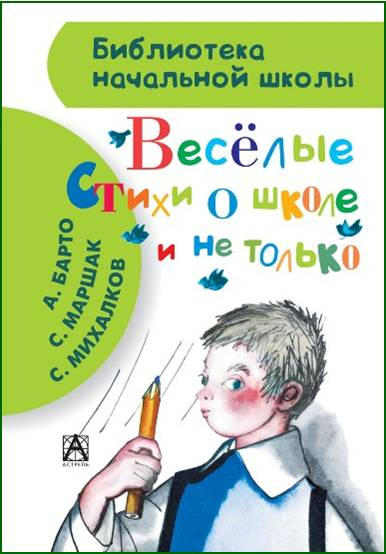 Библиотека
начальной школы
Весёлые
стихи о школе
и не только
А. БАРТО
С. МАРШАК
С. МИХАЛКОВ
АСТРЕЛЬ